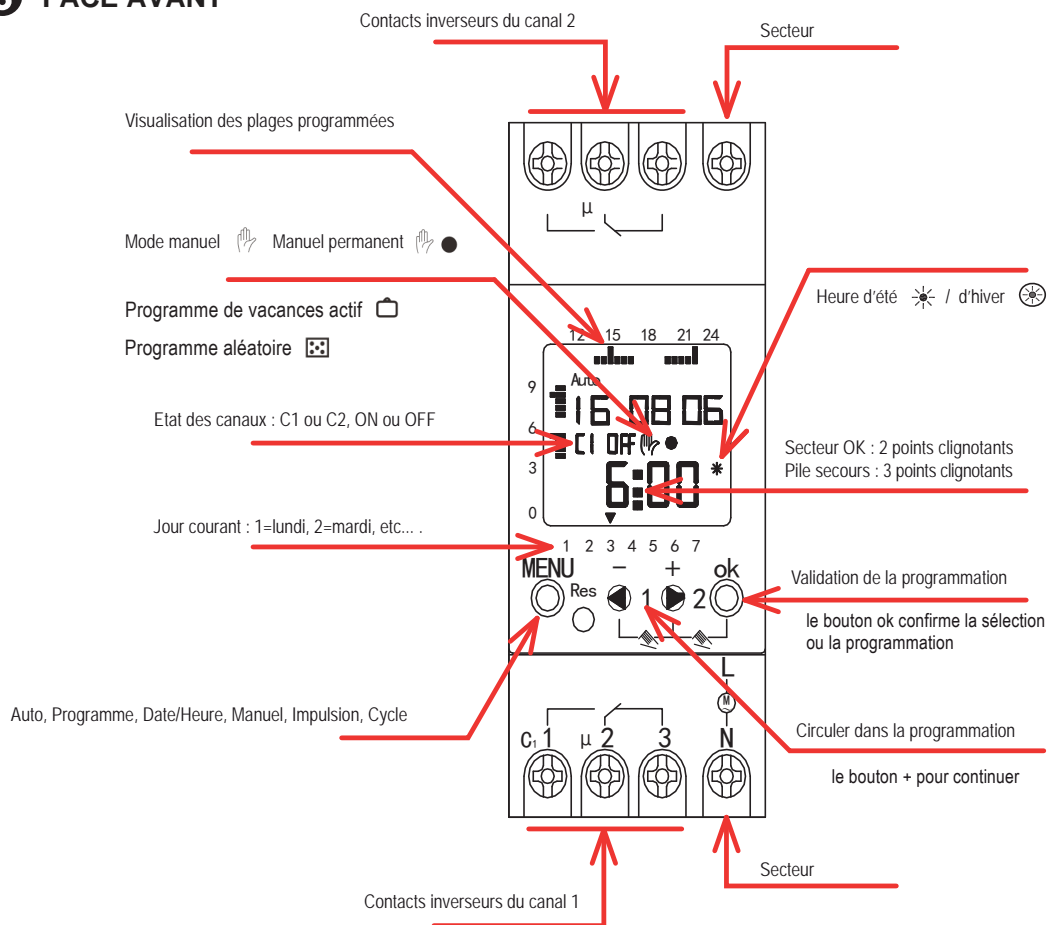 FACE AVANT
Contacts inverseurs du canal 2
Secteur
Visualisation des plages programmées
µ
Mode manuel Manuel permanent
Heure d'été / d'hiver
Programme de vacances actif
Programme aléatoire
12 15 18 21 24
9
Auto
16 08 06
Etat des canaux : C1 ou C2, ON ou OFF
6
C1 OFF
Secteur OK : 2 points clignotants
Pile secours : 3 points clignotants
3
6:00
0
Jour courant : 1=lundi, 2=mardi, etc... .
1 2 3 4 5 6 7
MENU - + ok
Res 1 2
Validation de la programmation
le bouton ok confirme la sélection
ou la programmation
L
M
Auto, Programme, Date/Heure, Manuel, Impulsion, Cycle
Circuler dans la programmation
C1 1 µ 2 3 N
le bouton + pour continuer
Secteur
Contacts inverseurs du canal 1